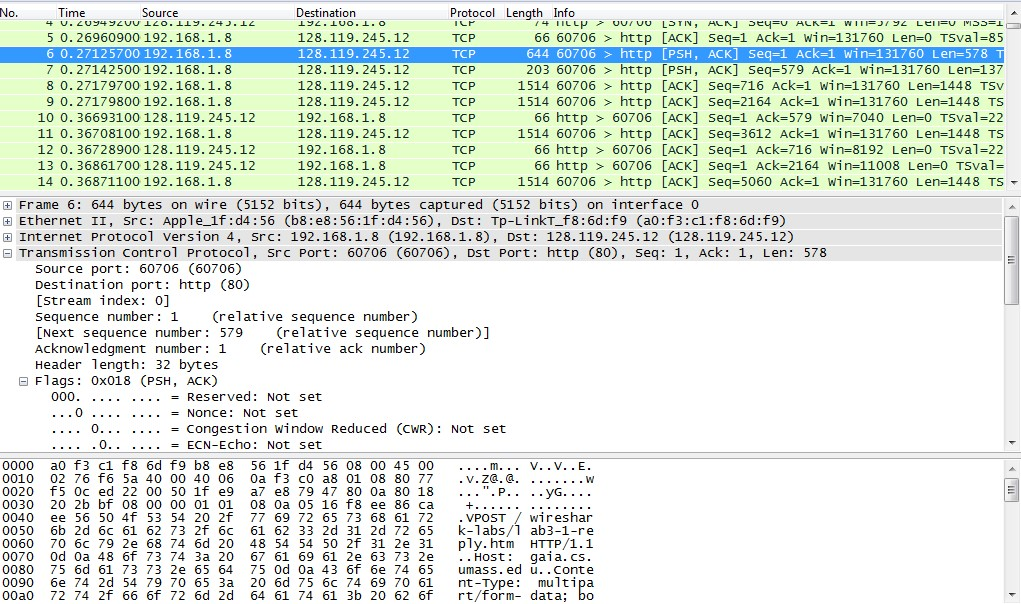 No. Time Source Destination Protocol Length Info
4 0.26949200 128.119.245.12 192.168.1.8 TCP 74 http > 60706 [SYN, ACK] Seq=0 Ack=1 Win=5792 Len=0 MSS=1
5 0.26960900 192.168.1.8 128.119.245.12 TCP 66 60706 > http [ACK] Seq=1 Ack=1 Win=131760 Len=0 TSval=85
6 0.27125700 192.168.1.8 128.119.245.12 TCP 644 60706 > http [PSH, ACK] Seq=1 Ack=1 Win=131760 Len=578 T
7 0.27142500 192.168.1.8 128.119.245.12 TCP 203 60706 > http [PSH, ACK] Seq=579 Ack=1 Win=131760 Len=137
8 0.27179700 192.168.1.8 128.119.245.12 TCP 1514 60706 > http [ACK] Seq=716 Ack=1 Win=131760 Len=1448 TSv
9 0.27179800 192.168.1.8 128.119.245.12 TCP 1514 60706 > http [ACK] Seq=2164 Ack=1 Win=131760 Len=1448 TS
10 0.36693100 128.119.245.12 192.168.1.8 TCP 66 http > 60706 [ACK] Seq=1 Ack=579 Win=7040 Len=0 TSval=22
11 0.36708100 192.168.1.8 128.119.245.12 TCP 1514 60706 > http [ACK] Seq=3612 Ack=1 Win=131760 Len=1448 TS
12 0.36728900 128.119.245.12 192.168.1.8 TCP 66 http > 60706 [ACK] Seq=1 Ack=716 Win=8192 Len=0 TSval=22
13 0.36861700 128.119.245.12 192.168.1.8 TCP 66 http > 60706 [ACK] Seq=1 Ack=2164 Win=11008 Len=0 TSval=
14 0.36871100 192.168.1.8 128.119.245.12 TCP 1514 60706 > http [ACK] Seq=5060 Ack=1 Win=131760 Len=1448 TS
Frame 6: 644 bytes on wire (5152 bits), 644 bytes captured (5152 bits) on interface 0
Ethernet II, Src: Apple_1f:d4:56 (b8:e8:56:1f:d4:56), Dst: Tp-LinkT_f8:6d:f9 (a0:f3:c1:f8:6d:f9)
Internet Protocol Version 4, Src: 192.168.1.8 (192.168.1.8), Dst: 128.119.245.12 (128.119.245.12)
Transmission Control Protocol, Src Port: 60706 (60706), Dst Port: http (80), Seq: 1, Ack: 1, Len: 578
Source port: 60706 (60706)
Destination port: http (80)
[Stream index: 0]
Sequence number: 1 (relative sequence number)
[Next sequence number: 579 (relative sequence number)]
Acknowledgment number: 1 (relative ack number)
Header length: 32 bytes
Flags: 0x018 (PSH, ACK)
000. .... .... = Reserved: Not set
...0 .... .... = Nonce: Not set
.... 0... .... = Congestion Window Reduced (CWR): Not set
.... .0.. .... = ECN-Echo: Not set
0000 a0 f3 c1 f8 6d f9 b8 e8 56 1f d4 56 08 00 45 00 ....m... V..V..E.
0010 02 76 f6 5a 40 00 40 06 0a f3 c0 a8 01 08 80 77 .v.Z@.@. .......w
0020 f5 0c ed 22 00 50 1f e9 a7 e8 79 47 80 0a 80 18 ...".P.. ..yG....
0030 20 2b bf 08 00 00 01 01 08 0a 05 16 f8 ee 86 ca +...... ........
0040 ee 56 50 4f 53 54 20 2f 77 69 72 65 73 68 61 72 .VPOST / wireshar
0050 6b 2d 6c 61 62 73 2f 6c 61 62 33 2d 31 2d 72 65 k-labs/l ab3-1-re
0060 70 6c 79 2e 68 74 6d 20 48 54 54 50 2f 31 2e 31 ply.htm HTTP/1.1
0070 0d 0a 48 6f 73 74 3a 20 67 61 69 61 2e 63 73 2e ..Host: gaia.cs.
0080 75 6d 61 73 73 2e 65 64 75 0d 0a 43 6f 6e 74 65 umass.ed u..Conte
0090 6e 74 2d 54 79 70 65 3a 20 6d 75 6c 74 69 70 61 nt-Type: multipa
00a0 72 74 2f 66 6f 72 6d 2d 64 61 74 61 3b 20 62 6f rt/form- data; bo